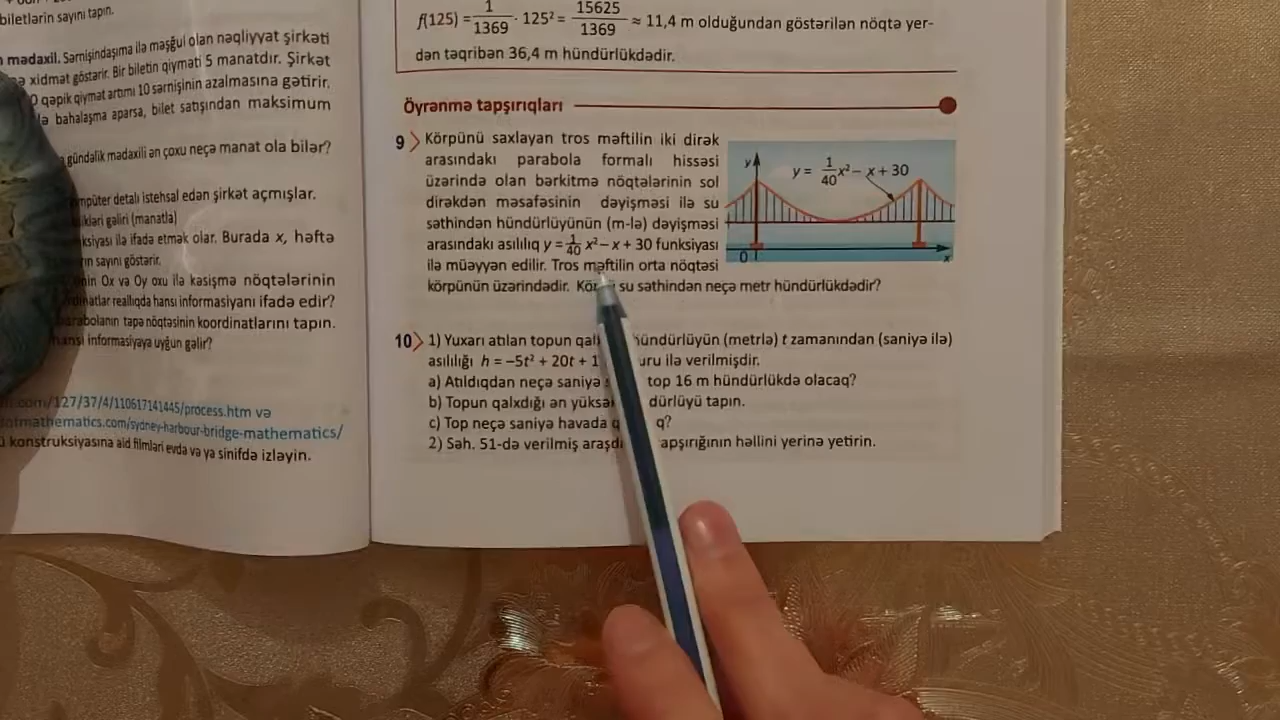 biletlərin sayını tapın.
mədaxil. Sərnişindaşıma ilə məşğul olan nəqliyyat şirkəti
xidmət göstərir. Bir biletin qiyməti 5 manatdır. Şirkət
qəpik qiymət artımı 10 sərnişinin azalmasına gətirir.
bahalaşma aparsa, bilet satışından maksimum
gündəlik mədaxili ən çoxu neçə manat ola bilər?
detalı istehsal edən şirkət açmışlar.
gəliri (manatla)
ilə ifadə etmək olar. Burada x, həftə
sayını göstərir.
Ox və Oy oxu ilə kəsişmə nöqtələrinin
reallıqda hansı informasiyanı ifadə edir?
parabolanın təpə nöqtəsinin koordinatlarını tapın.
informasiyaya uyğun gəlir?
.com/127/37/4/110617141445/process.htm və
mathematics.com/sydney-harbour-bridge-mathematics/
konstruksiyasına aid filmləri evdə və ya sinifdə izləyin.
f(125) = 1/1369 · 125² = 15625/1369 ≈ 11,4 m olduğundan göstərilən nöqtə yer-
dən təqribən 36,4 m hündürlükdədir.
Öyrənmə tapşırıqları
9 Körpünü saxlayan tros məftilin iki dirək
arasındakı parabola formalı hissəsi
üzərində olan bərkitmə nöqtələrinin sol
dirəkdən məsafəsinin dəyişməsi ilə su
səthindən hündürlüyünün (m-lə) dəyişməsi
arasındakı asılılıq y = 1/40 x² – x + 30 funksiyası
ilə müəyyən edilir. Tros məftilin orta nöqtəsi
körpünün üzərindədir. su səthindən neçə metr hündürlükdədir?
y
y = 1/40 x² – x + 30
0
x
10 1) Yuxarı atılan topun hündürlüyün (metrlə) t zamanından (saniyə ilə)
asılılığı h = –5t² + 20t + 1 ilə verilmişdir.
a) Atıldıqdan neçə saniyə top 16 m hündürlükdə olacaq?
b) Topun qalxdığı ən tapın.
c) Top neçə saniyə havada
2) Səh. 51-də verilmiş həllini yerinə yetirin.